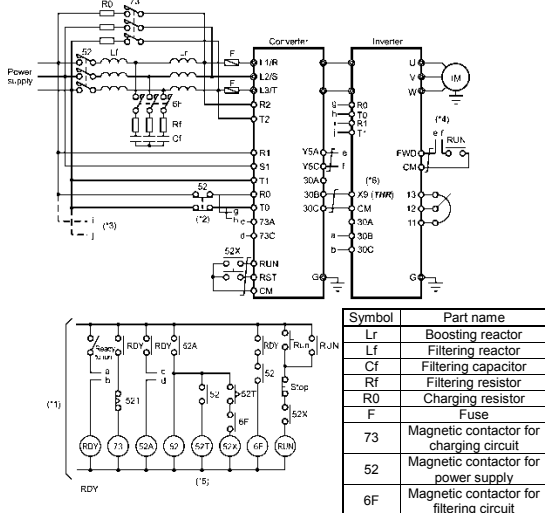 R0 73
52 Lf Lr F
Power supply
F
6F
Rf
Cf
Converter
Inverter
L1/R
L2/S
L3/T
R2
T2
R1
S1
T1
R0
T0
73A
73C
RUN
RST
CM
Y5A
Y5C
30A
30B
30C
G
e
f
52
(*2)
g
h
c
d
i
j
(*3)
52X
U
V
W
IM
g R0
h T0
i R1
j T1
(*4)
e f
RUN
FWD
CM
(*6)
X9 (THR)
CM
30A
a 30B
b 30C
13
12
11
G
(*1)
Ready to run
a
b
RDY
RDY
52A
c
d
52T
52
52T
6F
RDY
52
Run
RUN
Stop
52X
RDY 73 52A 52 52T 52X 6F RUN
(*5)
RDY
Symbol Part name
Lr Boosting reactor
Lf Filtering reactor
Cf Filtering capacitor
Rf Filtering resistor
R0 Charging resistor
F Fuse
73 Magnetic contactor for charging circuit
52 Magnetic contactor for power supply
6F Magnetic contactor for filtering circuit